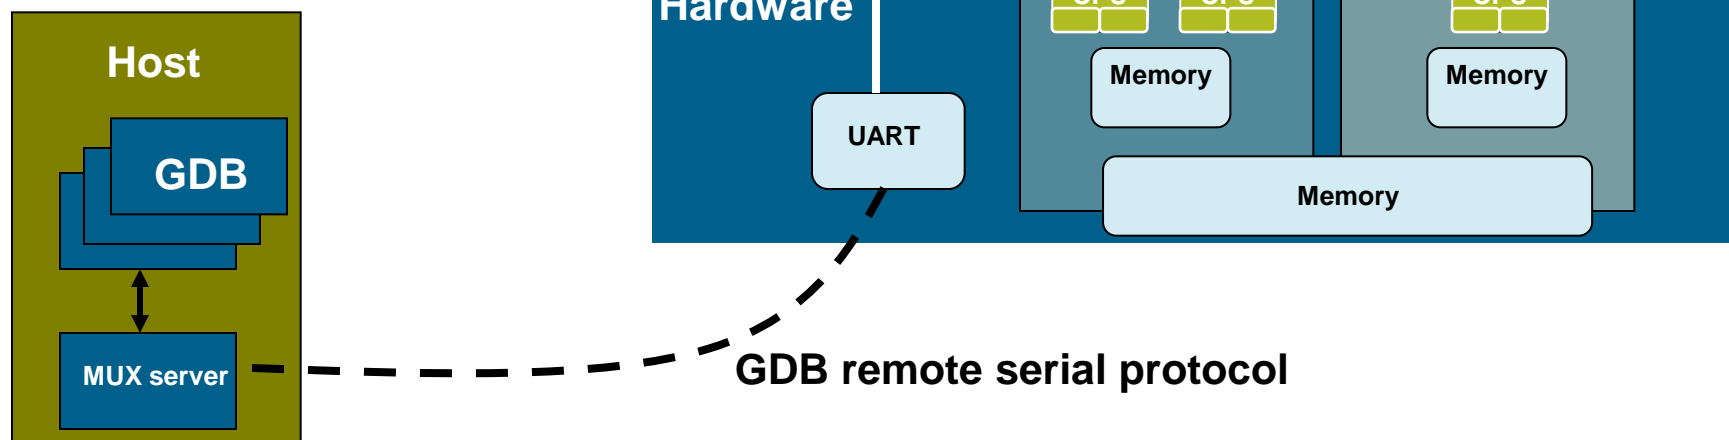 Hardware
Host
Memory
Memory
UART
GDB
Memory
MUX server
GDB remote serial protocol